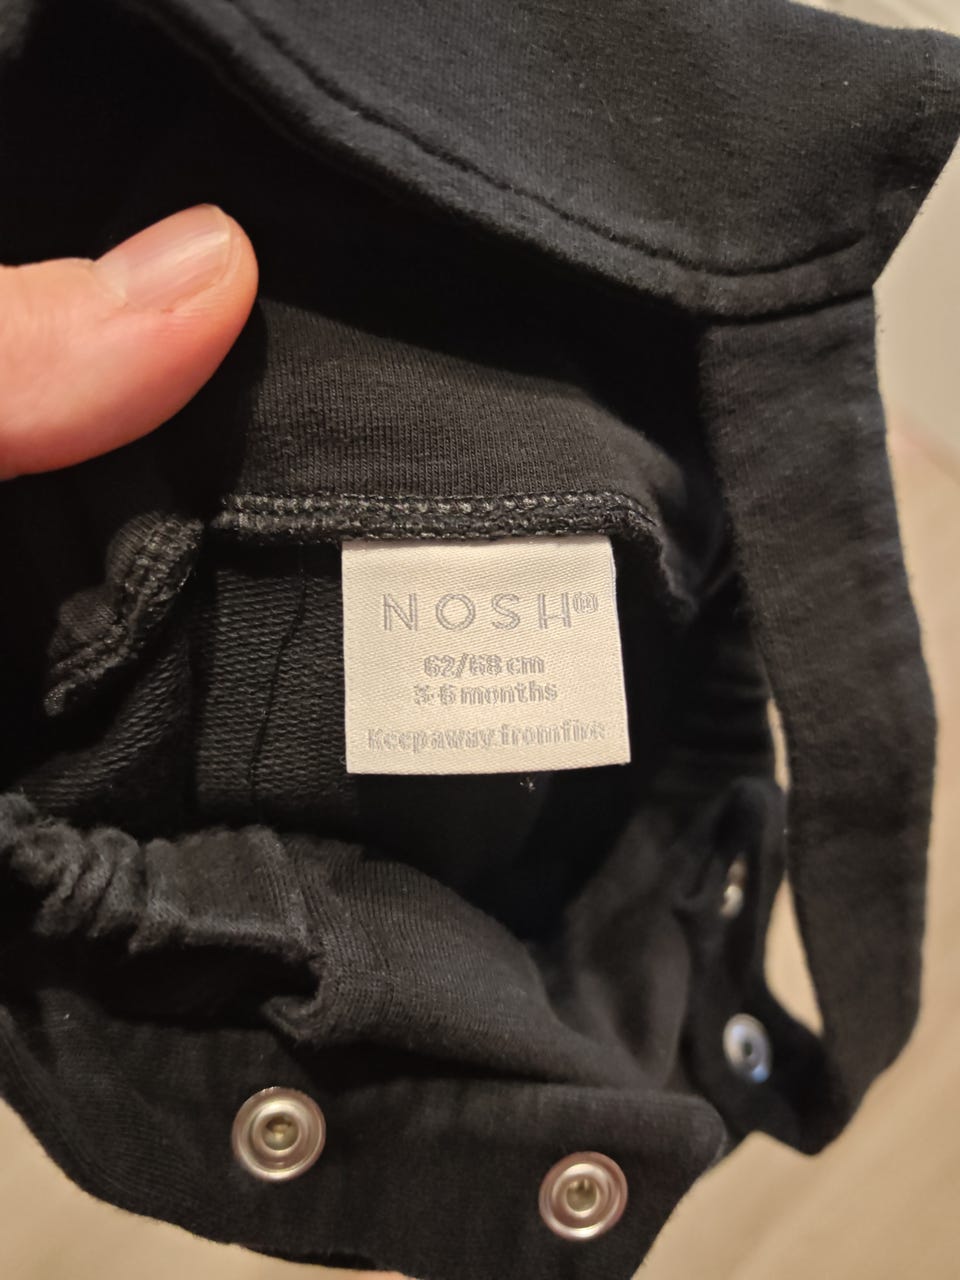 NOSH®
62/68 cm
3-6 months
Keep away from fire